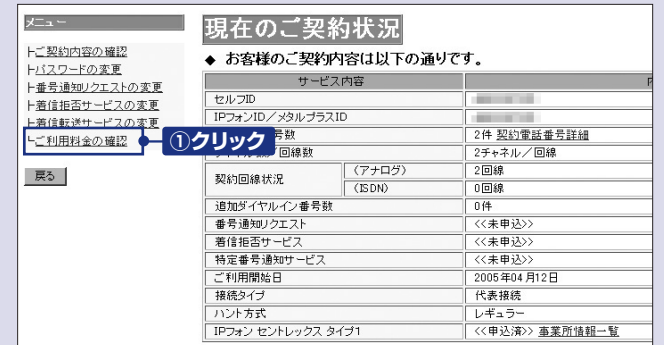 メニュー
ご契約内容の確認
パスワードの変更
番号通知リクエストの変更
着信拒否サービスの変更
着信転送サービスの変更
ご利用料金の確認
①クリック
戻る
現在のご契約状況
◆ お客様のご契約内容は以下の通りです。
サービス内容
セルフID
IPフォンID／メタルプラスID
号数 2件 契約電話番号詳細
回線数 2チャネル／回線
契約回線状況 (アナログ) 2回線
(ISDN) 0回線
追加ダイヤルイン番号数 0件
番号通知リクエスト <<未申込>>
着信拒否サービス <<未申込>>
特定番号通知サービス <<未申込>>
ご利用開始日 2005年04月12日
接続タイプ 代表接続
ハント方式 レギュラー
IPフォン セントレックス タイプ1 <<申込済>> 事業所情報一覧